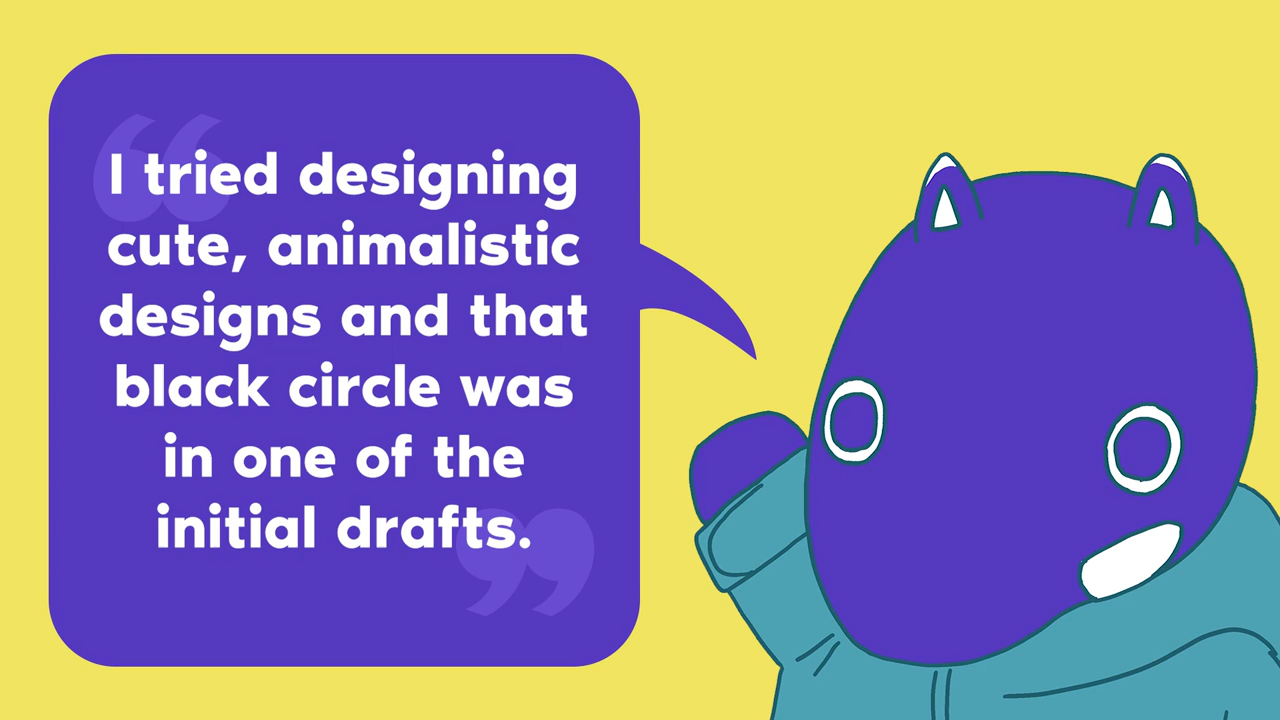 I tried designing
cute, animalistic
designs and that
black circle was
in one of the
initial drafts.